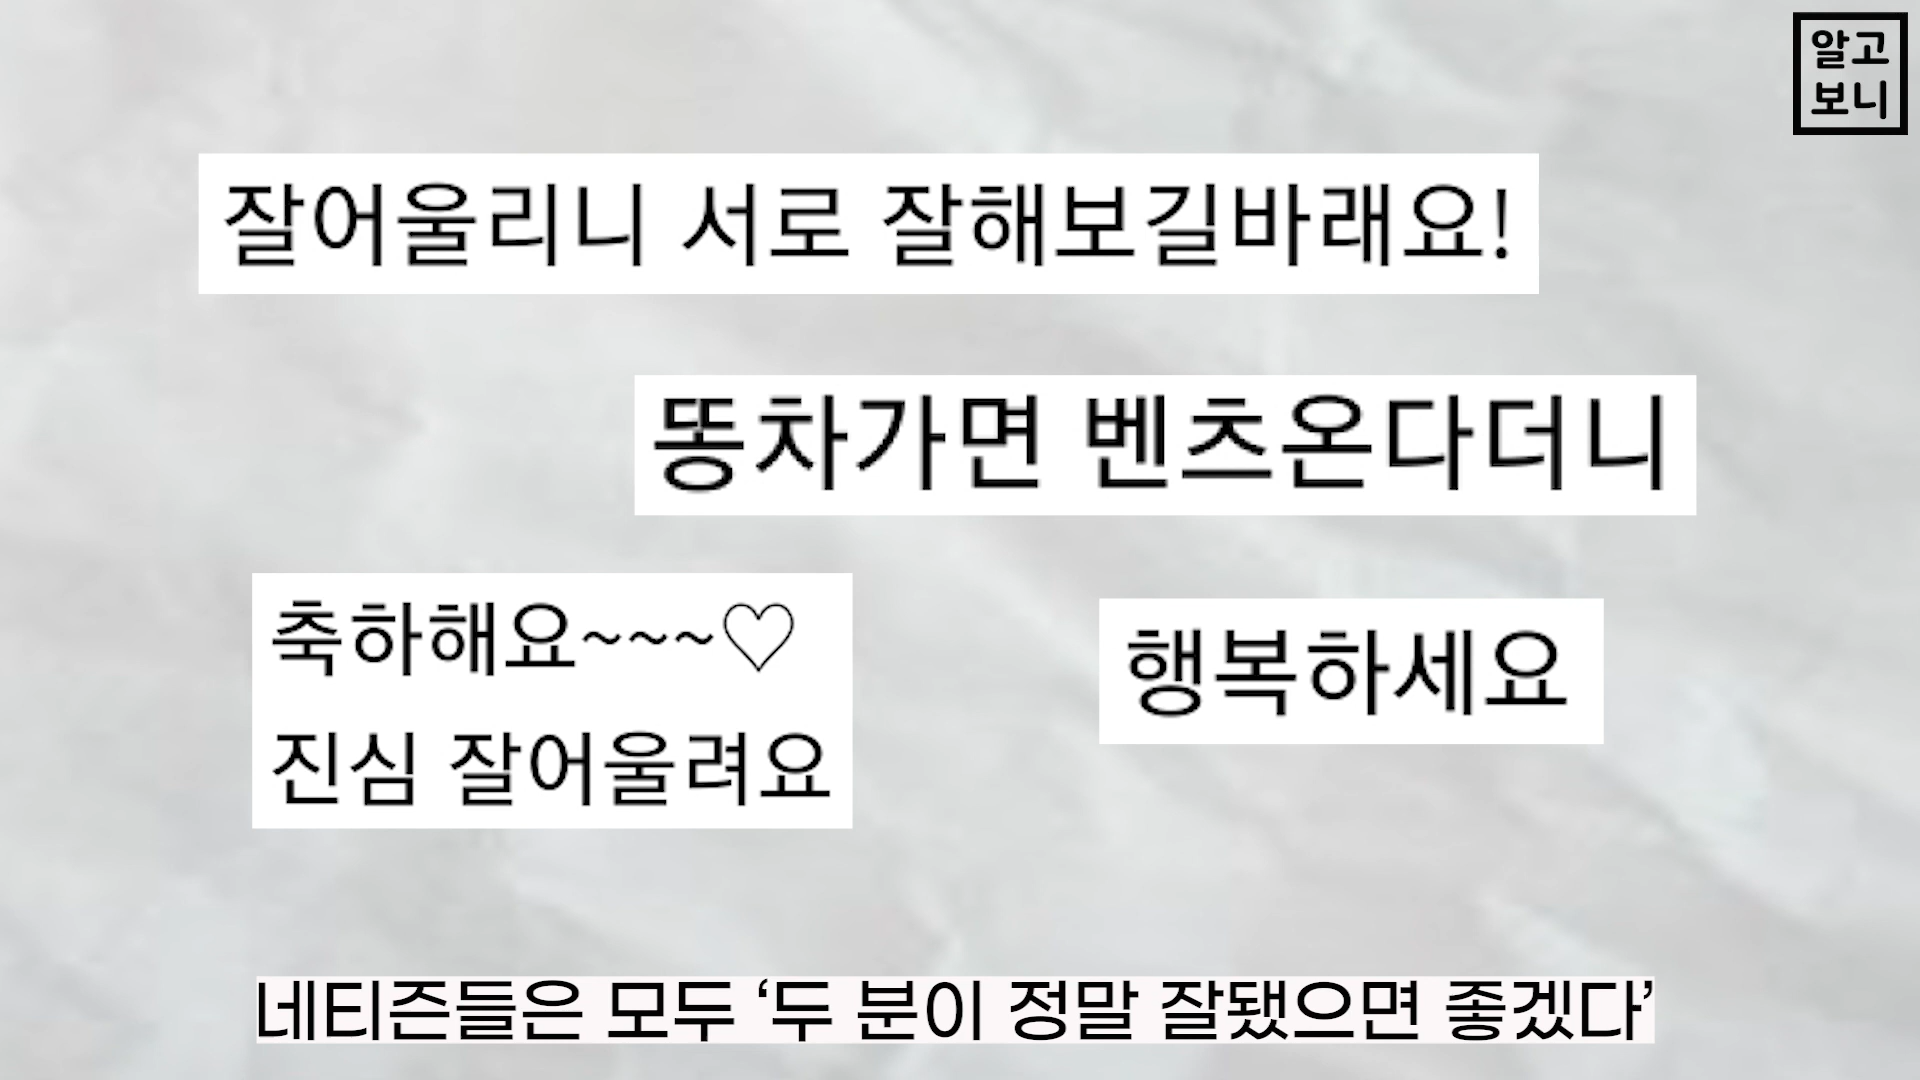 알고
보니
잘어울리니 서로 잘해보길바래요!
똥차가면 벤츠온다더니
축하해요~~~♡
진심 잘어울려요
행복하세요
네티즌들은 모두 ‘두 분이 정말 잘됐으면 좋겠다’